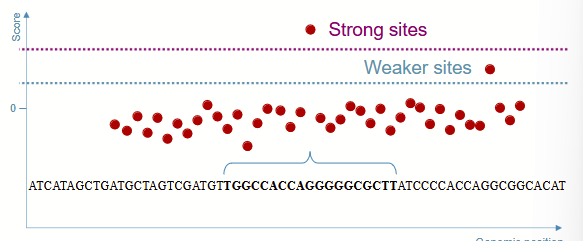 Score
Strong sites
Weaker sites
0
ATCATAGCTGATGCTAGTCGATGTTGGCCACCAGGGGGCGCTTATCCCCACCAGGCGGCACAT